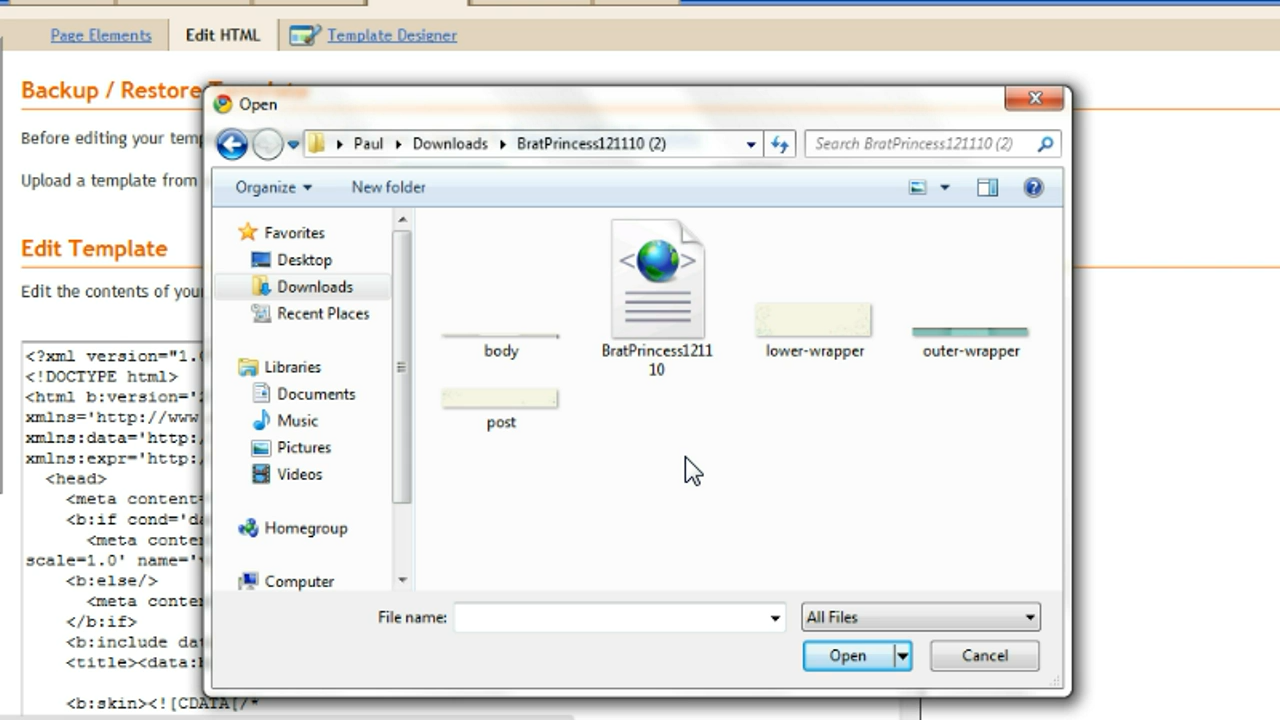 Page Elements
Edit HTML
Template Designer
Backup / Restore
Before editing your temp
Upload a template from
Edit Template
Edit the contents of your
<?xml version="1.
<!DOCTYPE html>
<html b:version='
xmlns='http://www
xmlns:data='http:
xmlns:expr='http:
<head>
<meta content=
<b:if cond='da
<meta conte
scale=1.0' name='
<b:else/>
<meta conte
</b:if>
<b:include dat
<title><data:
<b:skin><![CDATA[/*
Open
Paul
Downloads
BratPrincess121110 (2)
Search BratPrincess121110 (2)
Organize
New folder
Favorites
Desktop
Downloads
Recent Places
Libraries
Documents
Music
Pictures
Videos
Homegroup
Computer
body
BratPrincess1211
10
lower-wrapper
outer-wrapper
post
File name:
All Files
Open
Cancel